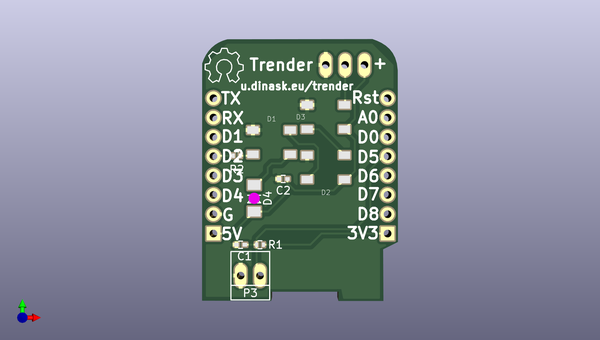 Trender +
u.dinask.eu/trender
TX Rst
RX D1 D3 A0
D1 D0
D2 D5
R2
D3 D6
C2 D2
D4 D4 D7
G D8
5V 3V3
R1
C1
P3